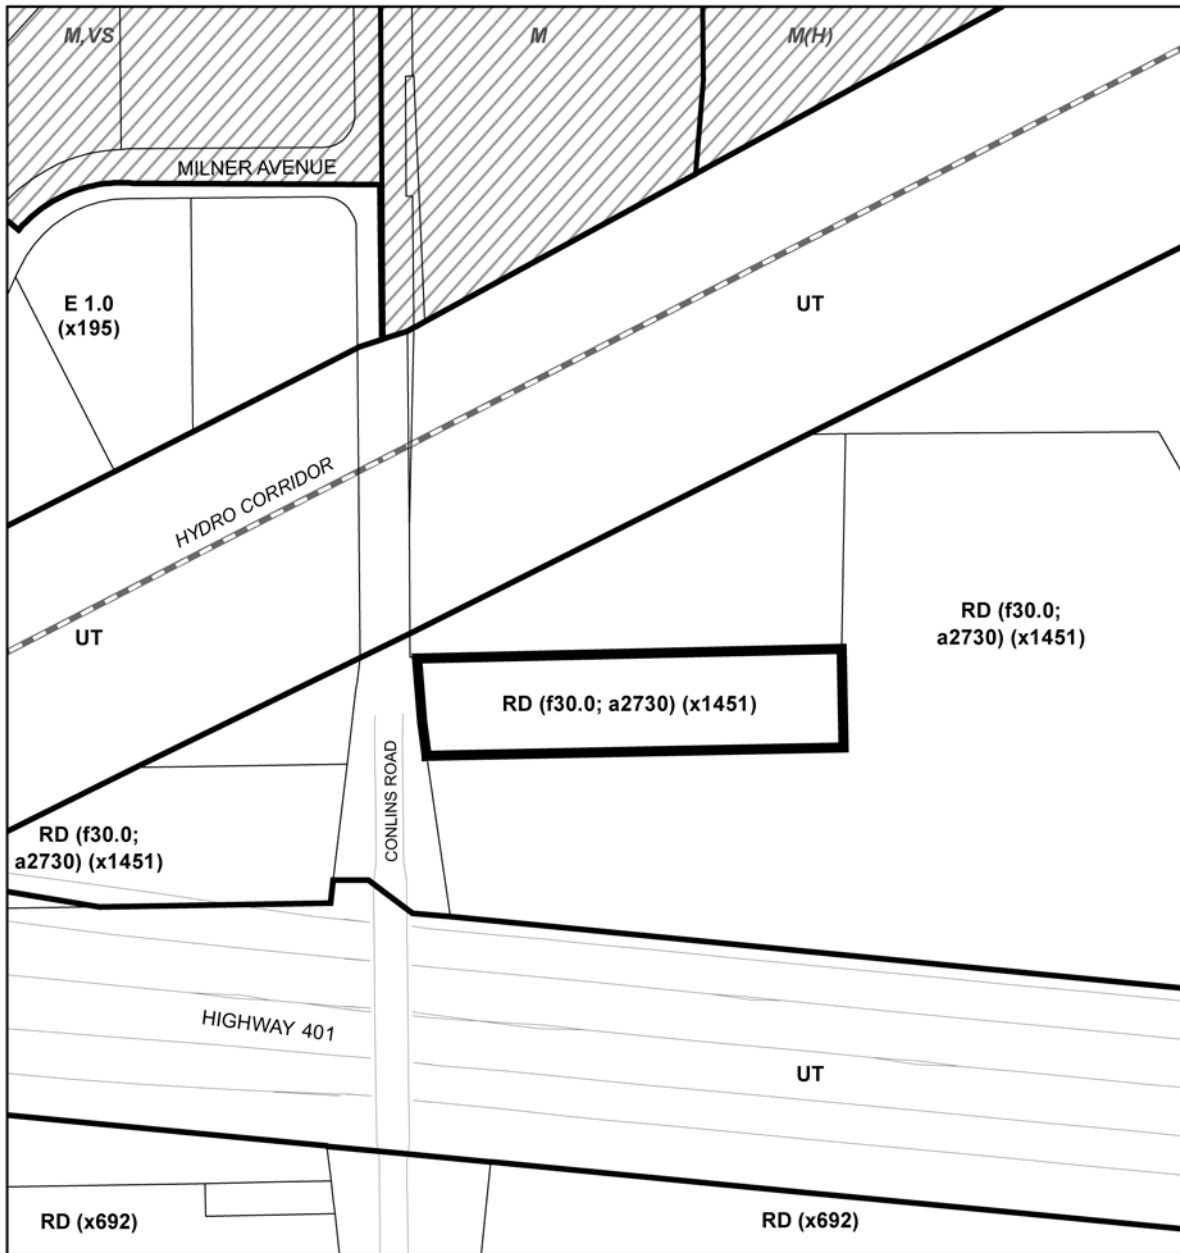 M,VS
M
M(H)
MILNER AVENUE
E 1.0
(x195)
UT
HYDRO CORRIDOR
UT
RD (f30.0;
a2730) (x1451)
RD (f30.0; a2730) (x1451)
CONLINS ROAD
RD (f30.0;
a2730) (x1451)
HIGHWAY 401
UT
RD (x692)
RD (x692)